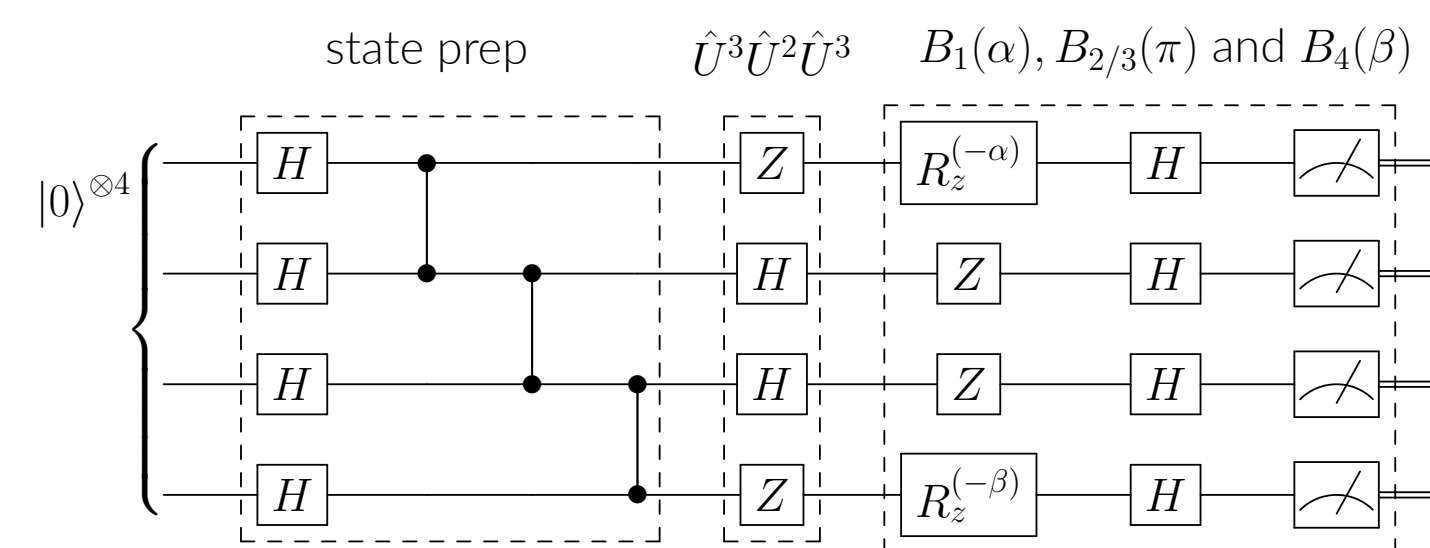 state prep Û³Û²Û³ B₁(α), B₂/₃(π) and B₄(β)
|0⟩⊗4
H Z R_z^(−α) H
H H Z H
H H Z H
H Z R_z^(−β) H